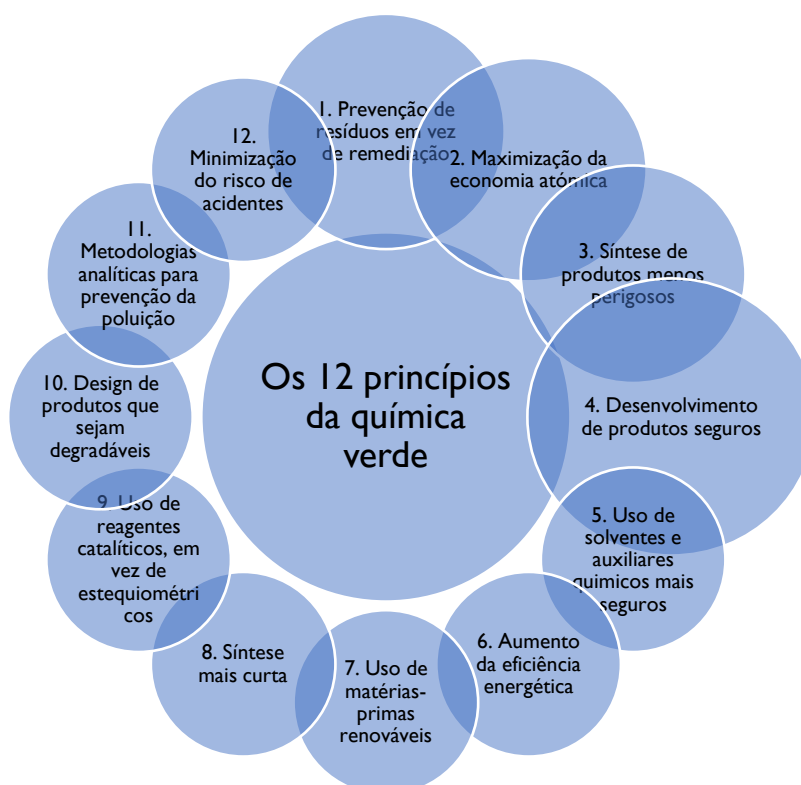 Os 12 princípios
da química
verde
1. Prevenção de
resíduos em vez
de remediação
2. Maximização da
economia atómica
3. Síntese de
produtos menos
perigosos
4. Desenvolvimento
de produtos seguros
5. Uso de
solventes e
auxiliares
químicos mais
seguros
6. Aumento
da eficiência
energética
7. Uso de
matérias-
primas
renováveis
8. Síntese
mais curta
9. Uso de
reagentes
catalíticos, em
vez de
estequiométri
cos
10. Design de
produtos que
sejam
degradáveis
11.
Metodologias
analíticas para
prevenção da
poluição
12.
Minimização
do risco de
acidentes